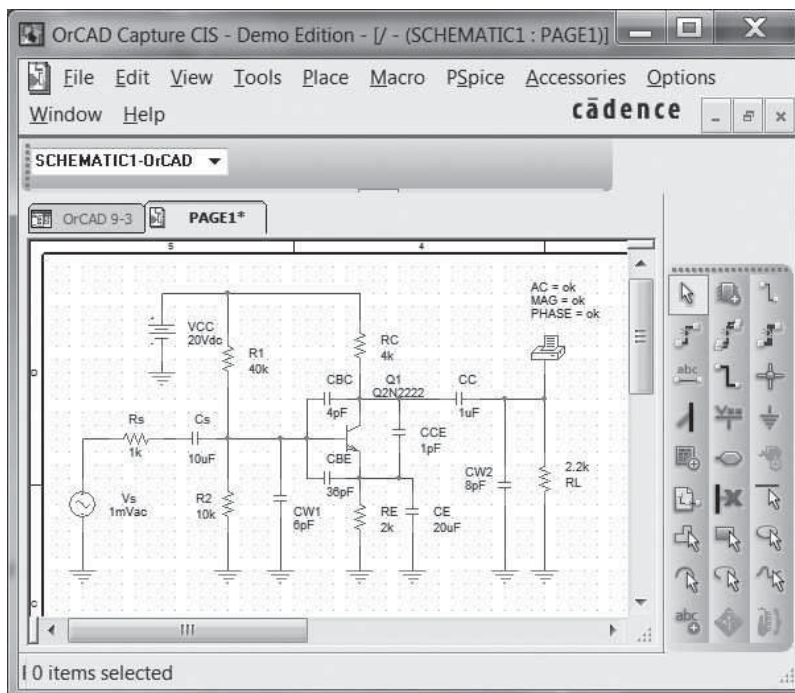 OrCAD Capture CIS - Demo Edition - [/ - (SCHEMATIC1 : PAGE1)]
File Edit View Tools Place Macro PSpice Accessories Options
Window Help
cādence
SCHEMATIC1-OrCAD
OrCAD 9-3
PAGE1*
5
4
AC = ok
MAG = ok
PHASE = ok
VCC
20Vdc
R1
40k
RC
4k
CBC
4pF
Q1
Q2N2222
CC
1uF
Rs
1k
Cs
10uF
CCE
1pF
CBE
36pF
CW2
8pF
2.2k
RL
Vs
1mVac
R2
10k
CW1
6pF
RE
2k
CE
20uF
D
C
abc
Vss
abc
0 items selected